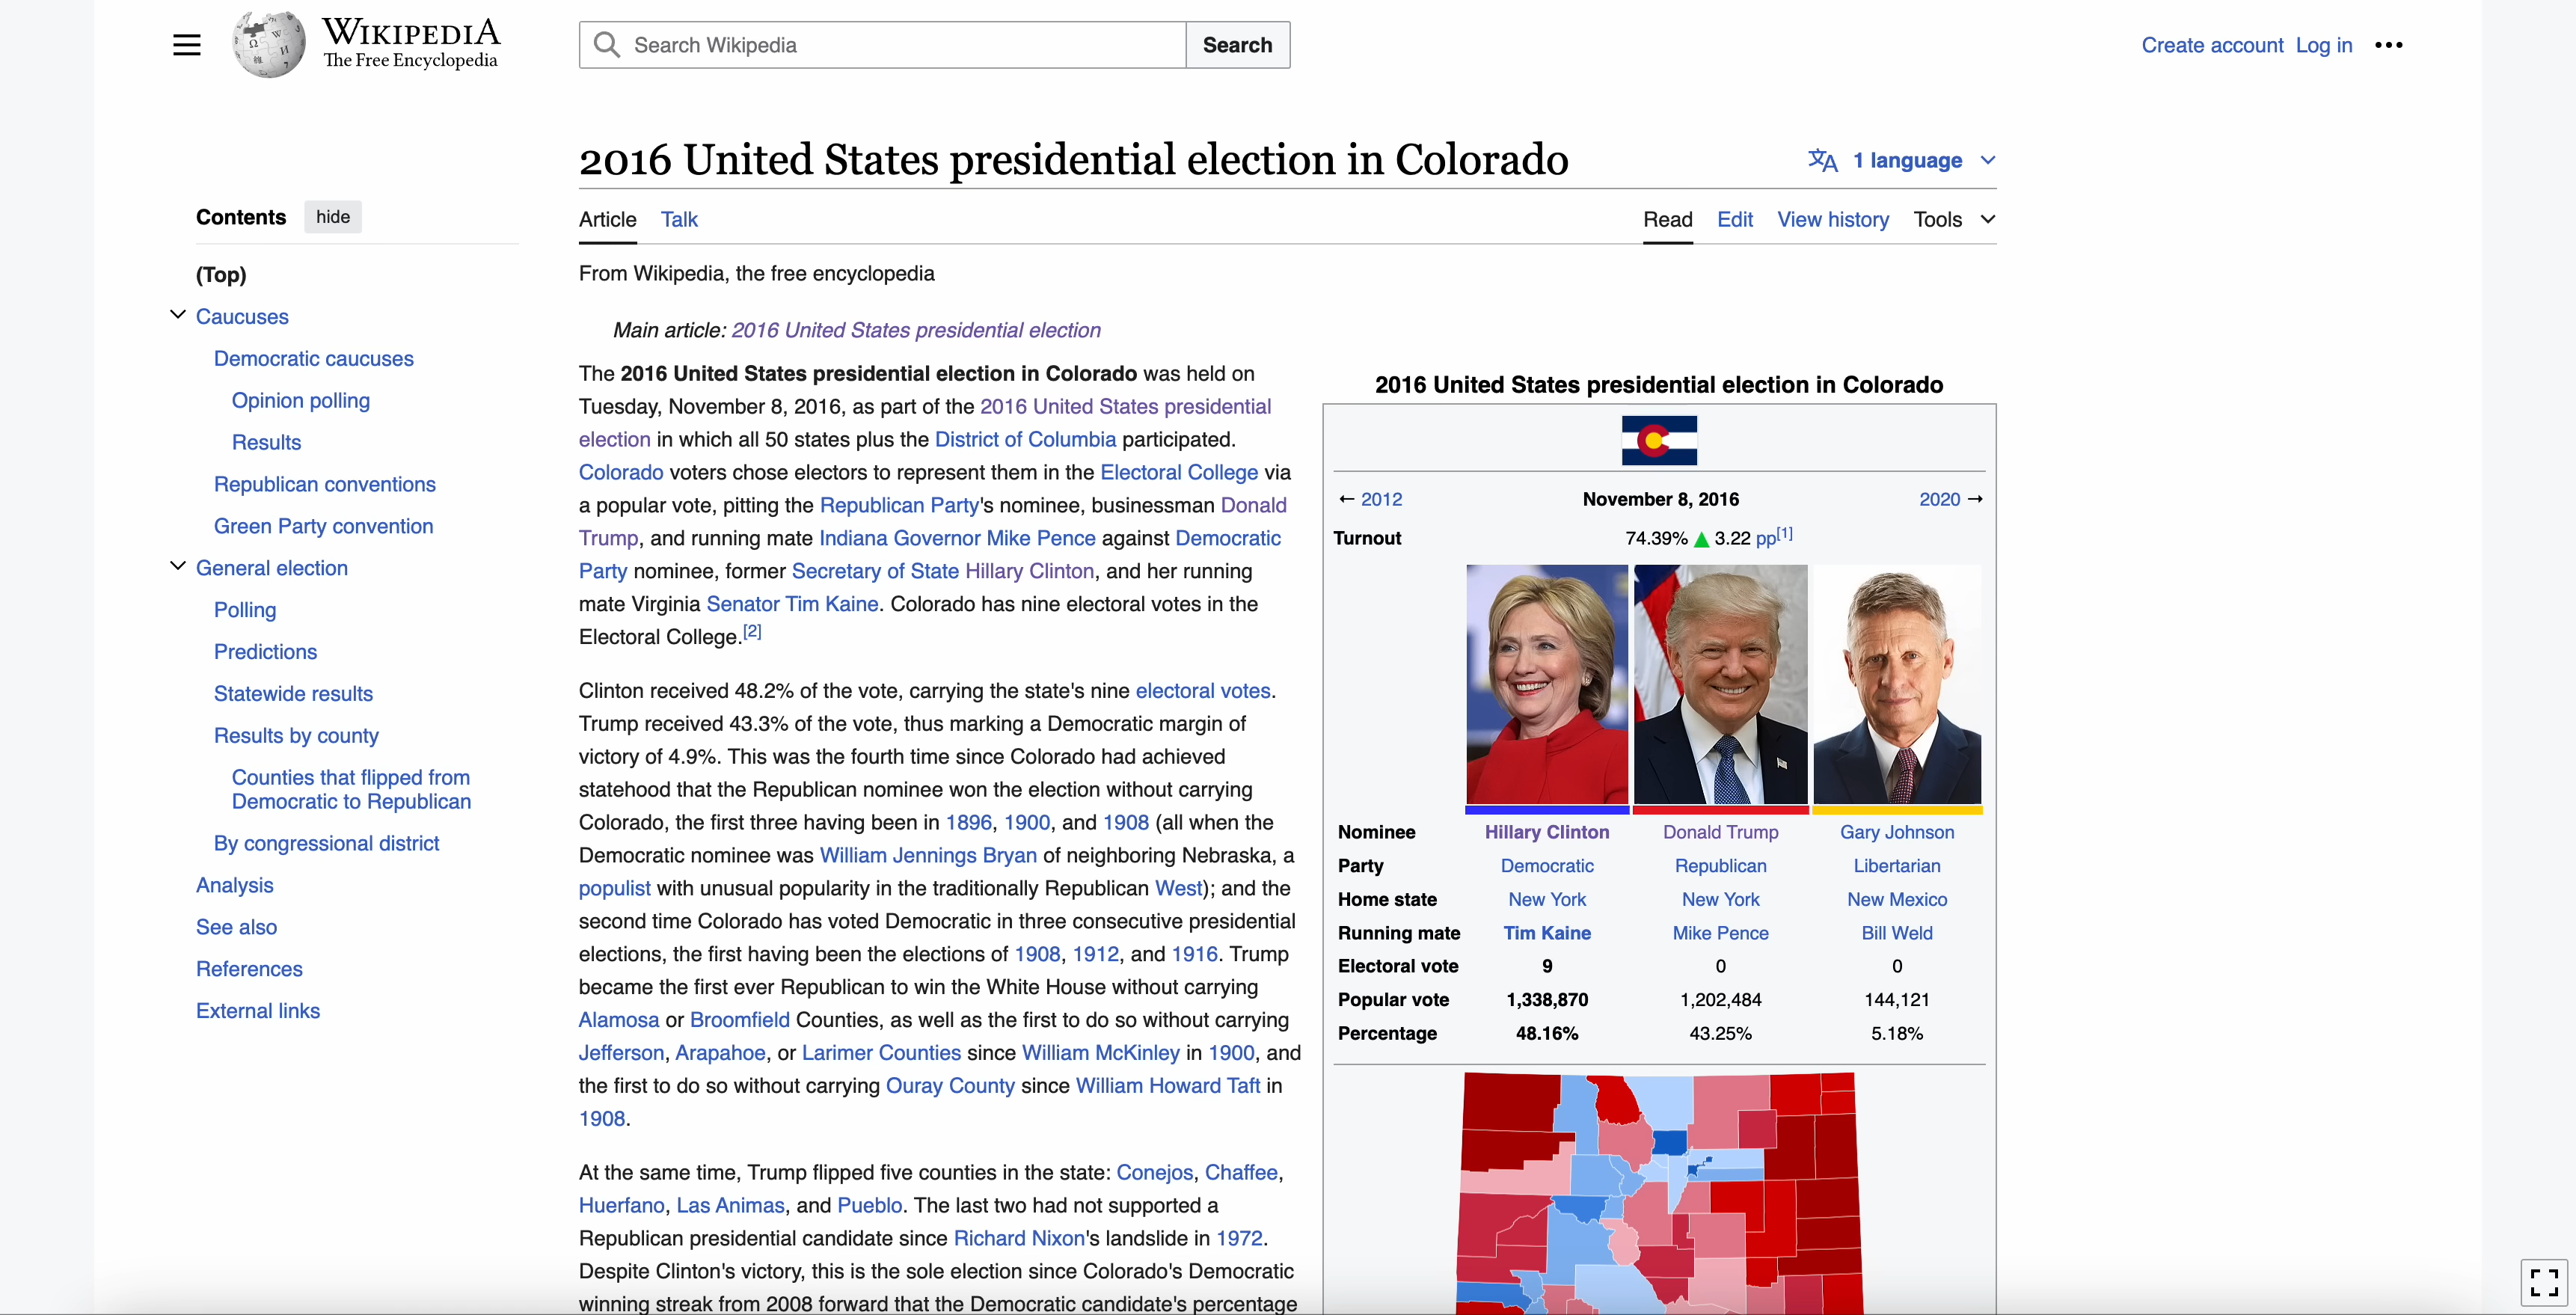 WIKIPEDIA
The Free Encyclopedia
Search Wikipedia
Search
Create account Log in
2016 United States presidential election in Colorado
1 language
Contents hide
(Top)
Caucuses
Democratic caucuses
Opinion polling
Results
Republican conventions
Green Party convention
General election
Polling
Predictions
Statewide results
Results by county
Counties that flipped from
Democratic to Republican
By congressional district
Analysis
See also
References
External links
Article Talk
Read Edit View history Tools
From Wikipedia, the free encyclopedia
Main article: 2016 United States presidential election
The 2016 United States presidential election in Colorado was held on
Tuesday, November 8, 2016, as part of the 2016 United States presidential
election in which all 50 states plus the District of Columbia participated.
Colorado voters chose electors to represent them in the Electoral College via
a popular vote, pitting the Republican Party's nominee, businessman Donald
Trump, and running mate Indiana Governor Mike Pence against Democratic
Party nominee, former Secretary of State Hillary Clinton, and her running
mate Virginia Senator Tim Kaine. Colorado has nine electoral votes in the
Electoral College.[2]
Clinton received 48.2% of the vote, carrying the state's nine electoral votes.
Trump received 43.3% of the vote, thus marking a Democratic margin of
victory of 4.9%. This was the fourth time since Colorado had achieved
statehood that the Republican nominee won the election without carrying
Colorado, the first three having been in 1896, 1900, and 1908 (all when the
Democratic nominee was William Jennings Bryan of neighboring Nebraska, a
populist with unusual popularity in the traditionally Republican West); and the
second time Colorado has voted Democratic in three consecutive presidential
elections, the first having been the elections of 1908, 1912, and 1916. Trump
became the first ever Republican to win the White House without carrying
Alamosa or Broomfield Counties, as well as the first to do so without carrying
Jefferson, Arapahoe, or Larimer Counties since William McKinley in 1900, and
the first to do so without carrying Ouray County since William Howard Taft in
1908.
At the same time, Trump flipped five counties in the state: Conejos, Chaffee,
Huerfano, Las Animas, and Pueblo. The last two had not supported a
Republican presidential candidate since Richard Nixon's landslide in 1972.
Despite Clinton's victory, this is the sole election since Colorado's Democratic
winning streak from 2008 forward that the Democratic candidate's percentage
2016 United States presidential election in Colorado
← 2012 November 8, 2016 2020 →
Turnout 74.39% ▲ 3.22 pp[1]
Nominee Hillary Clinton Donald Trump Gary Johnson
Party Democratic Republican Libertarian
Home state New York New York New Mexico
Running mate Tim Kaine Mike Pence Bill Weld
Electoral vote 9 0 0
Popular vote 1,338,870 1,202,484 144,121
Percentage 48.16% 43.25% 5.18%